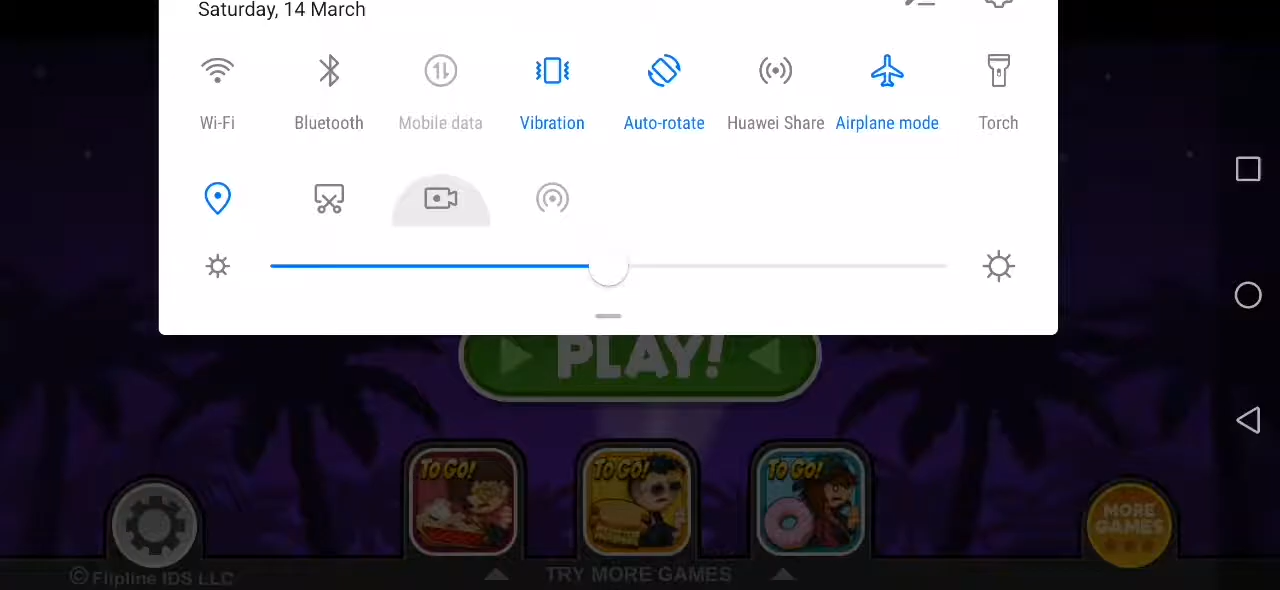 Saturday, 14 March
Wi-Fi
Bluetooth
Mobile data
Vibration
Auto-rotate
Huawei Share
Airplane mode
Torch
PLAY!
TO GO!
TO GO!
TO GO!
MORE
GAMES
© Flipline IDS LLC
TRY MORE GAMES